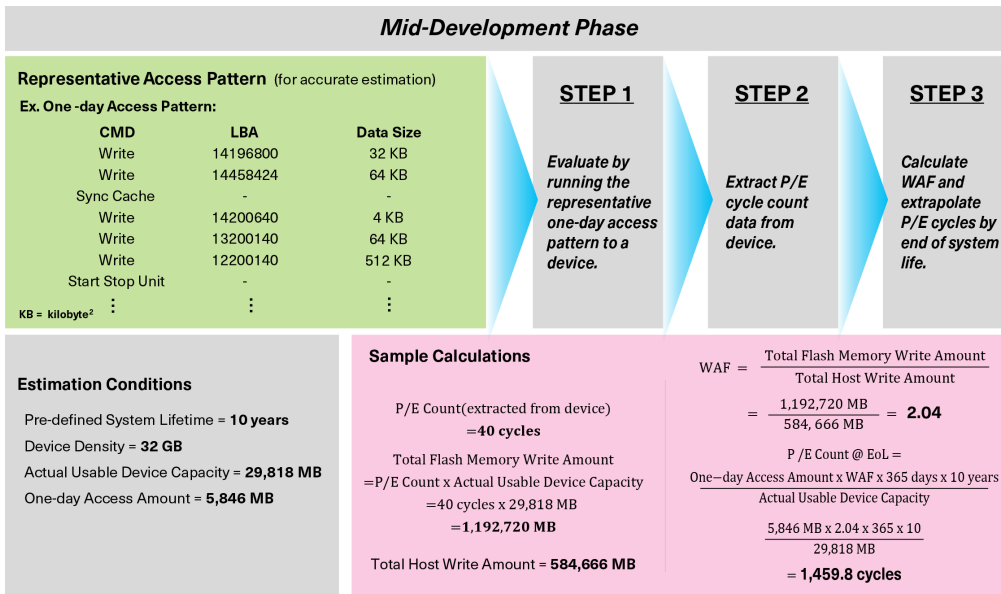 Mid-Development Phase
Representative Access Pattern (for accurate estimation)
Ex. One -day Access Pattern:
CMD LBA Data Size
Write 14196800 32 KB
Write 14458424 64 KB
Sync Cache - -
Write 14200640 4 KB
Write 13200140 64 KB
Write 12200140 512 KB
Start Stop Unit - -
⋮ ⋮ ⋮
KB = kilobyte²
STEP 1
Evaluate by
running the
representative
one-day access
pattern to a
device.
STEP 2
Extract P/E
cycle count
data from
device.
STEP 3
Calculate
WAF and
extrapolate
P/E cycles by
end of system
life.
Estimation Conditions
Pre-defined System Lifetime = 10 years
Device Density = 32 GB
Actual Usable Device Capacity = 29,818 MB
One-day Access Amount = 5,846 MB
Sample Calculations
P/E Count(extracted from device)
=40 cycles
Total Flash Memory Write Amount
=P/E Count x Actual Usable Device Capacity
=40 cycles x 29,818 MB
=1,192,720 MB
Total Host Write Amount = 584,666 MB
WAF =
Total Flash Memory Write Amount
Total Host Write Amount
=
1,192,720 MB
584, 666 MB
= 2.04
P /E Count @ EoL =
One−day Access Amount x WAF x 365 days x 10 years
Actual Usable Device Capacity
5,846 MB x 2.04 x 365 x 10
29,818 MB
= 1,459.8 cycles